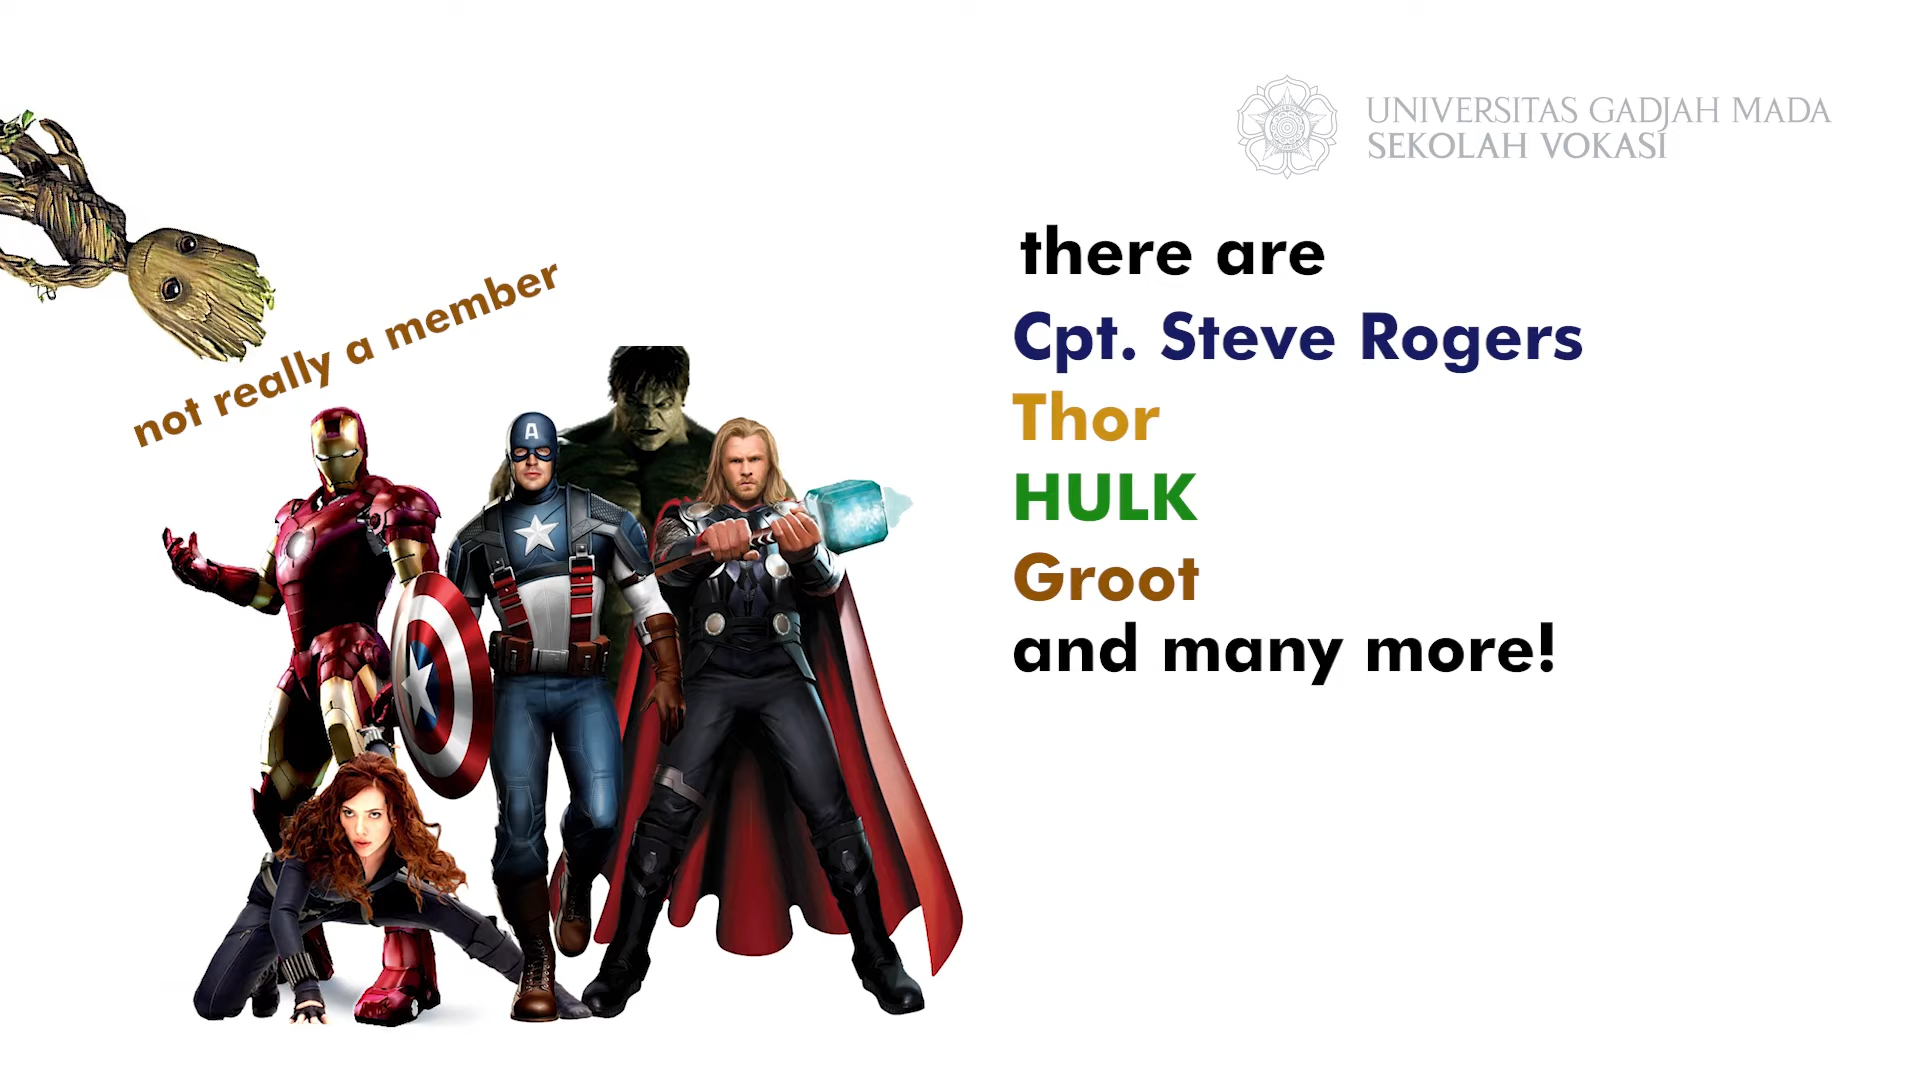 UNIVERSITAS GADJAH MADA
SEKOLAH VOKASI
not really a member
there are
Cpt. Steve Rogers
Thor
HULK
Groot
and many more!
A